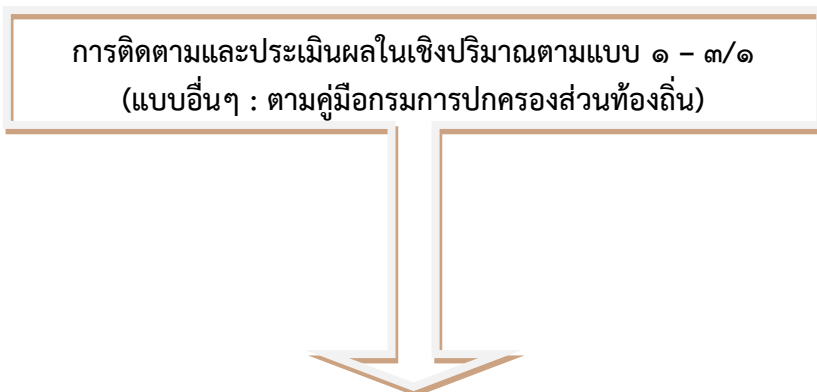 การติดตามและประเมินผลในเชิงปริมาณตามแบบ ๑ – ๓/๑
(แบบอื่นๆ : ตามคู่มือกรมการปกครองส่วนท้องถิ่น)